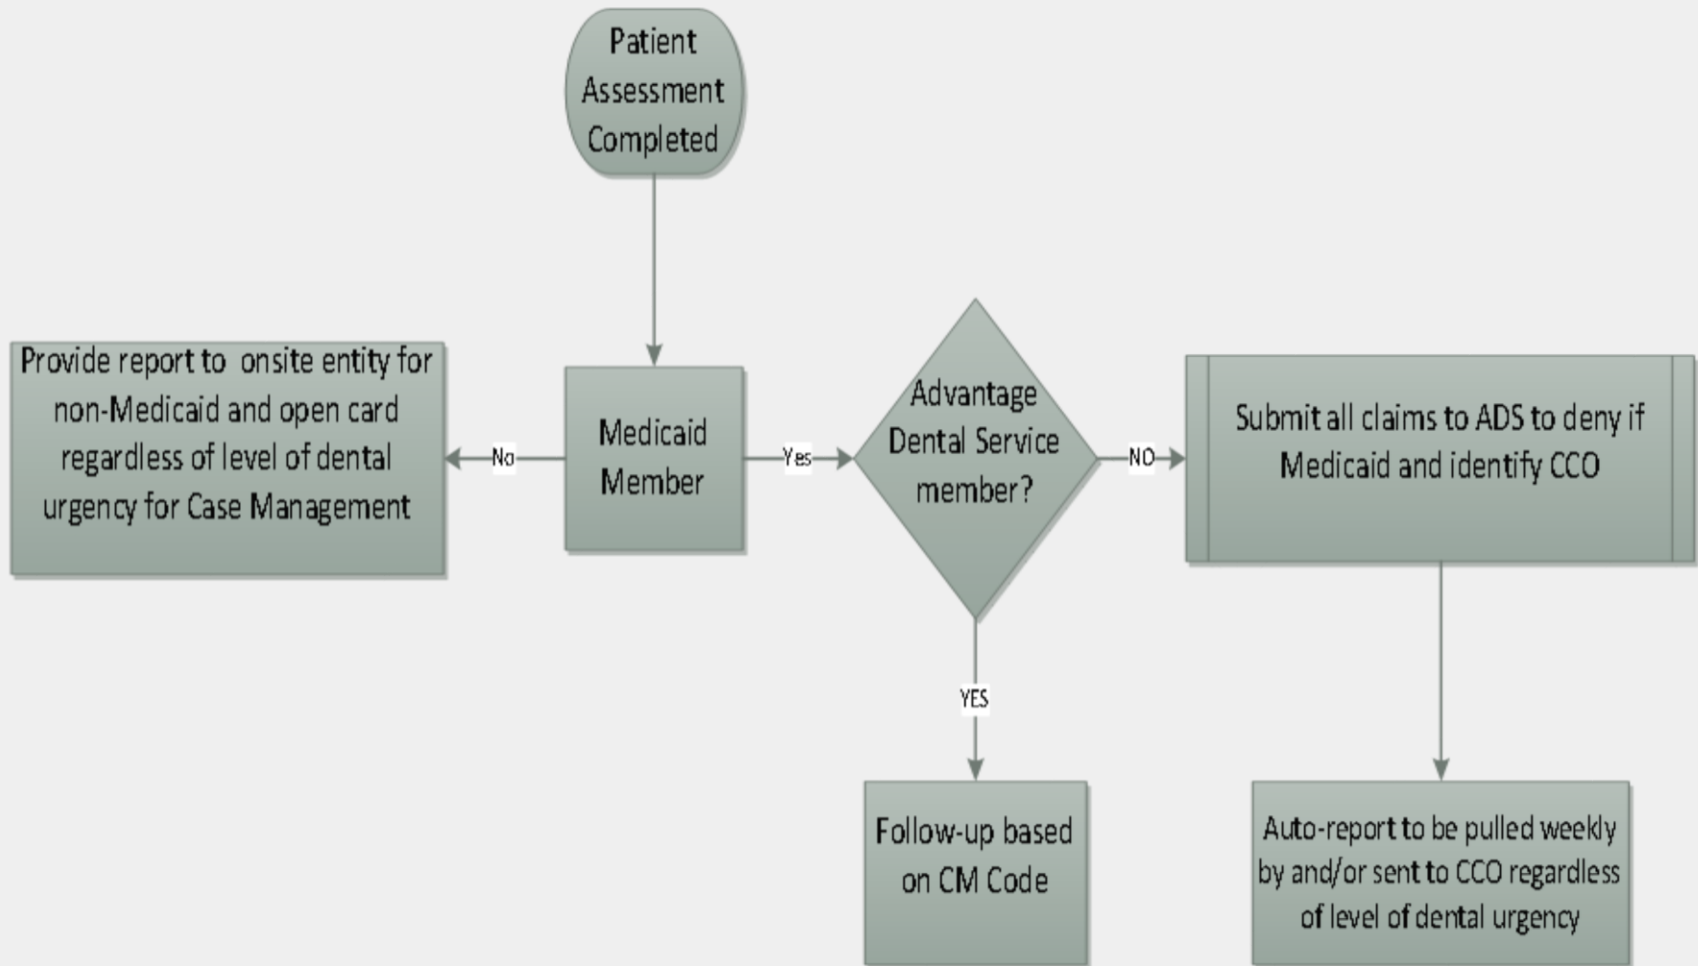 Patient
Assessment
Completed
Provide report to onsite entity for
non-Medicaid and open card
regardless of level of dental
urgency for Case Management
No
Medicaid
Member
Yes
Advantage
Dental Service
member?
NO
Submit all claims to ADS to deny if
Medicaid and identify CCO
YES
Follow-up based
on CM Code
Auto-report to be pulled weekly
by and/or sent to CCO regardless
of level of dental urgency